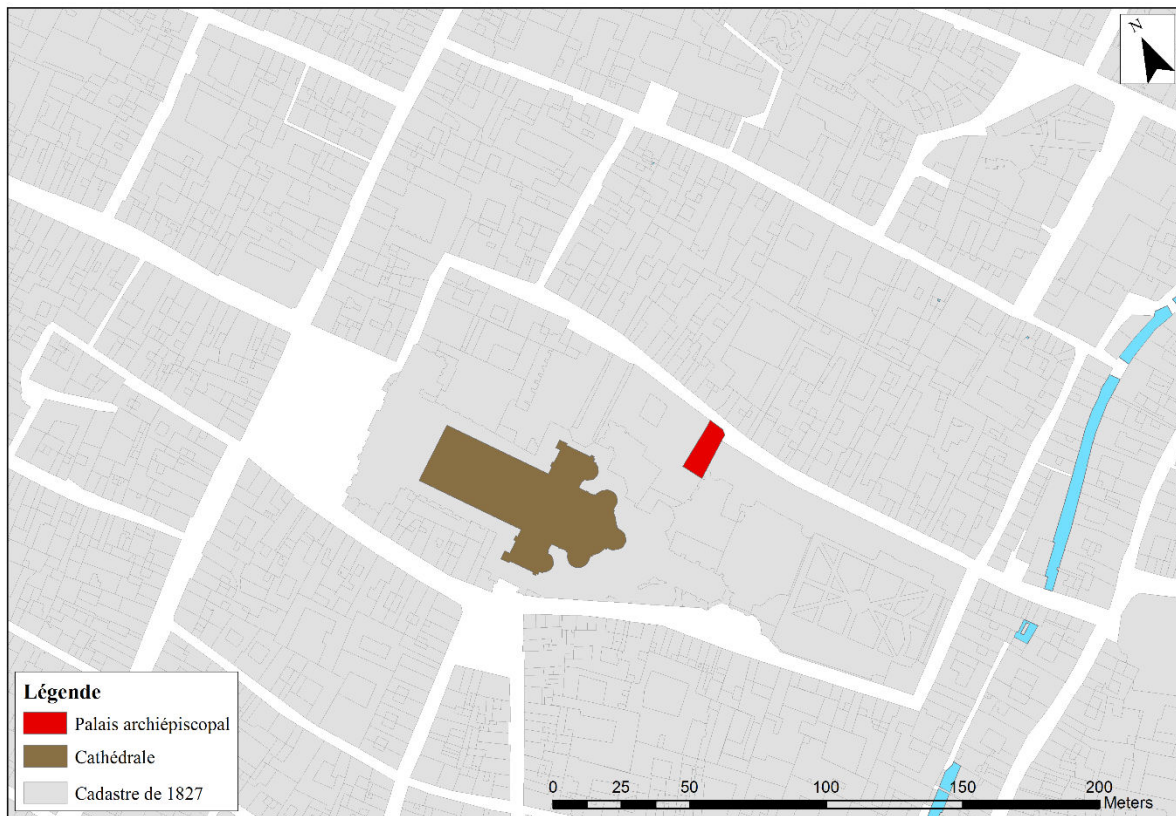 N
Légende
Palais archiépiscopal
Cathédrale
Cadastre de 1827
0 25 50 100 150 200
Meters